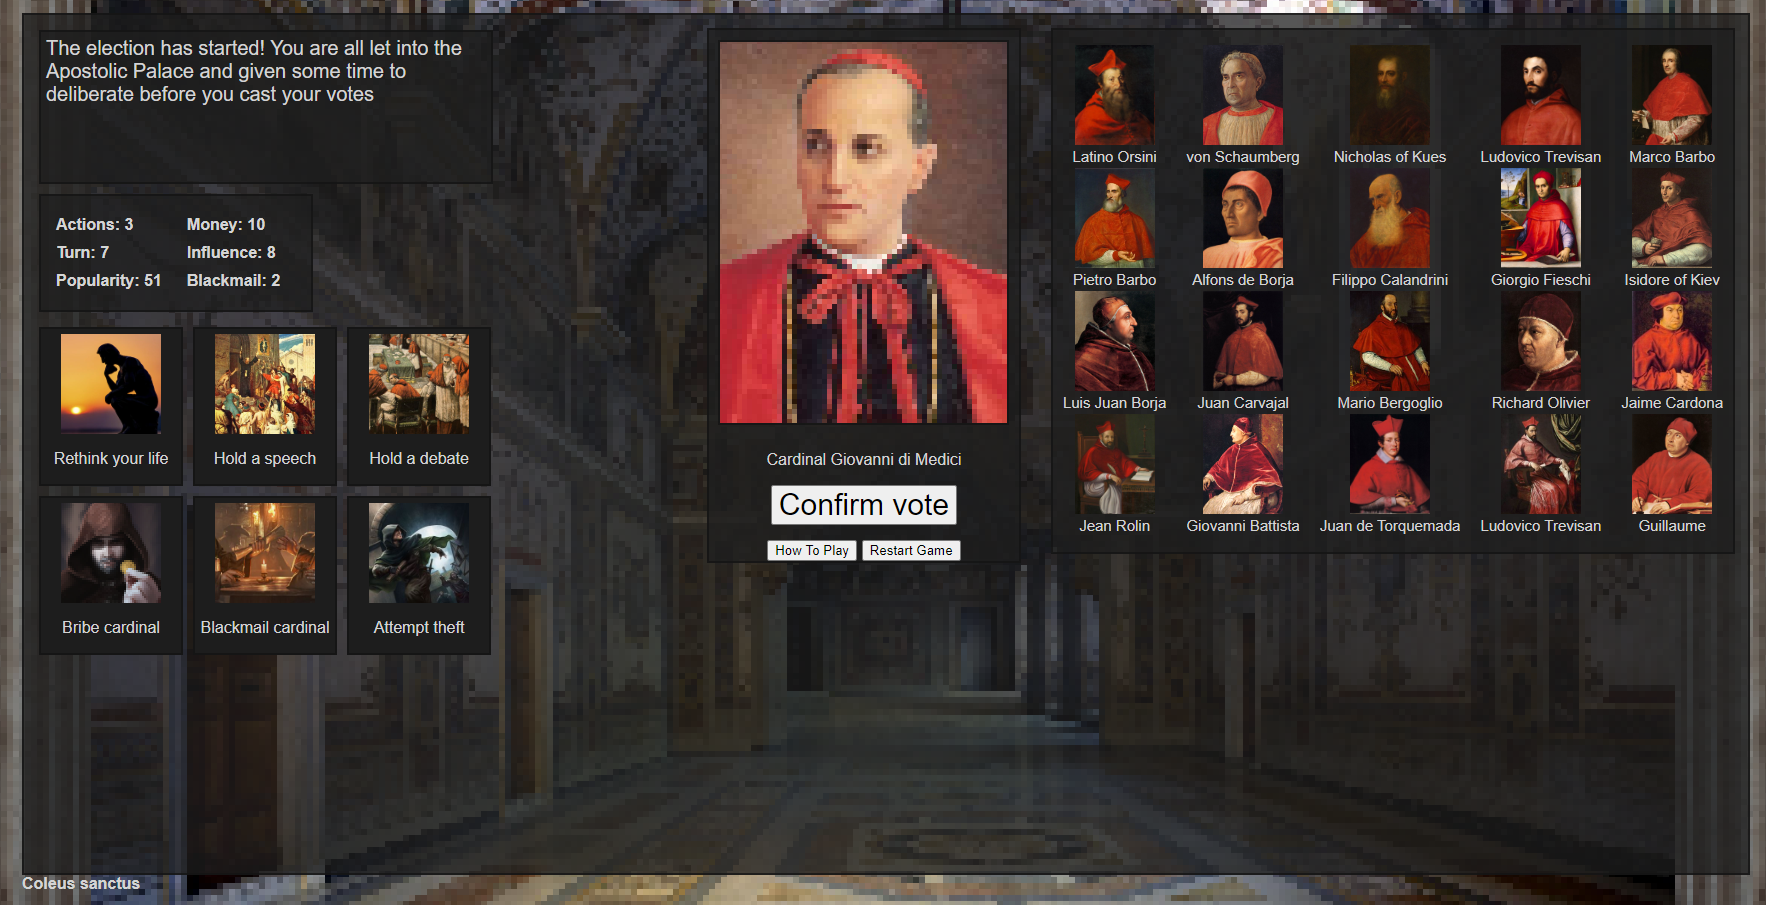 The election has started! You are all let into the
Apostolic Palace and given some time to
deliberate before you cast your votes
Actions: 3
Money: 10
Turn: 7
Influence: 8
Popularity: 51
Blackmail: 2
Rethink your life
Hold a speech
Hold a debate
Bribe cardinal
Blackmail cardinal
Attempt theft
Cardinal Giovanni di Medici
Confirm vote
How To Play
Restart Game
Latino Orsini
von Schaumberg
Nicholas of Kues
Ludovico Trevisan
Marco Barbo
Pietro Barbo
Alfons de Borja
Filippo Calandrini
Giorgio Fieschi
Isidore of Kiev
Luis Juan Borja
Juan Carvajal
Mario Bergoglio
Richard Olivier
Jaime Cardona
Jean Rolin
Giovanni Battista
Juan de Torquemada
Ludovico Trevisan
Guillaume
Coleus sanctus